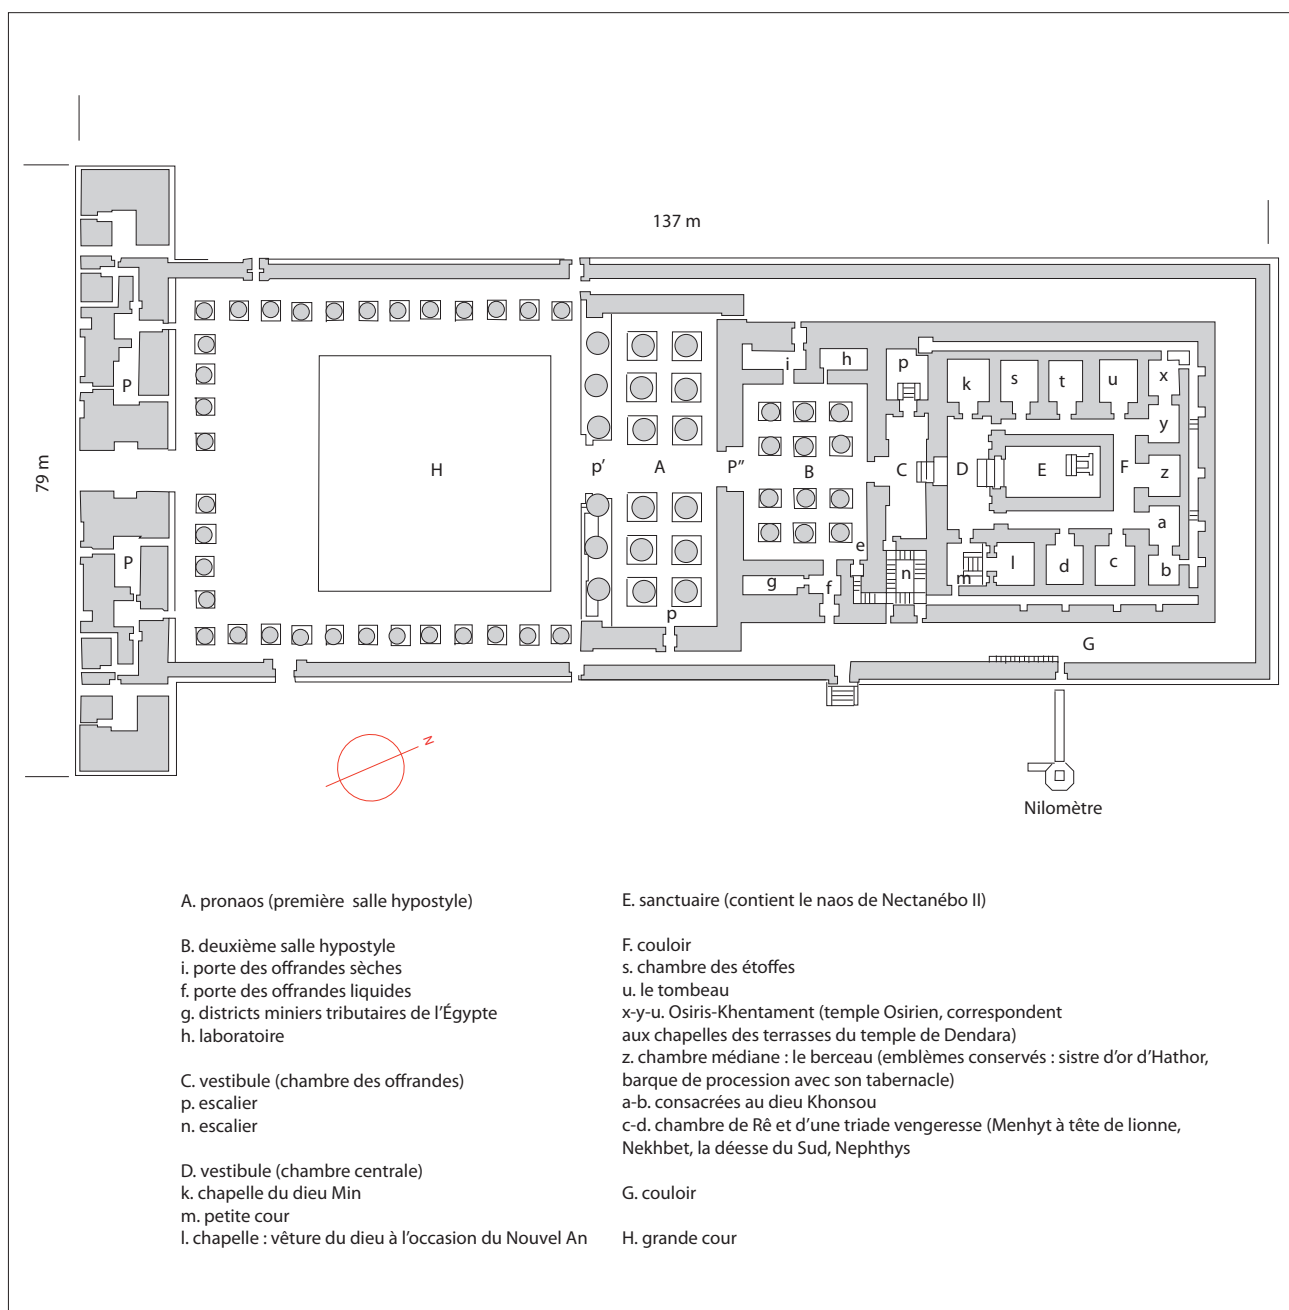 137 m
79 m
P
P
H
p'
A
P"
p
B
i
h
g
f
e
C
p
n
D
k
s
t
u
x
y
z
a
b
c
d
l
m
E
F
G
N
Nilomètre
A. pronaos (première salle hypostyle)
B. deuxième salle hypostyle
i. porte des offrandes sèches
f. porte des offrandes liquides
g. districts miniers tributaires de l'Égypte
h. laboratoire
C. vestibule (chambre des offrandes)
p. escalier
n. escalier
D. vestibule (chambre centrale)
k. chapelle du dieu Min
m. petite cour
l. chapelle : vêture du dieu à l'occasion du Nouvel An
E. sanctuaire (contient le naos de Nectanébo II)
F. couloir
s. chambre des étoffes
u. le tombeau
x-y-u. Osiris-Khentament (temple Osirien, correspondent
aux chapelles des terrasses du temple de Dendara)
z. chambre médiane : le berceau (emblèmes conservés : sistre d'or d'Hathor,
barque de procession avec son tabernacle)
a-b. consacrées au dieu Khonsou
c-d. chambre de Rê et d'une triade vengeresse (Menhyt à tête de lionne,
Nekhbet, la déesse du Sud, Nephthys
G. couloir
H. grande cour